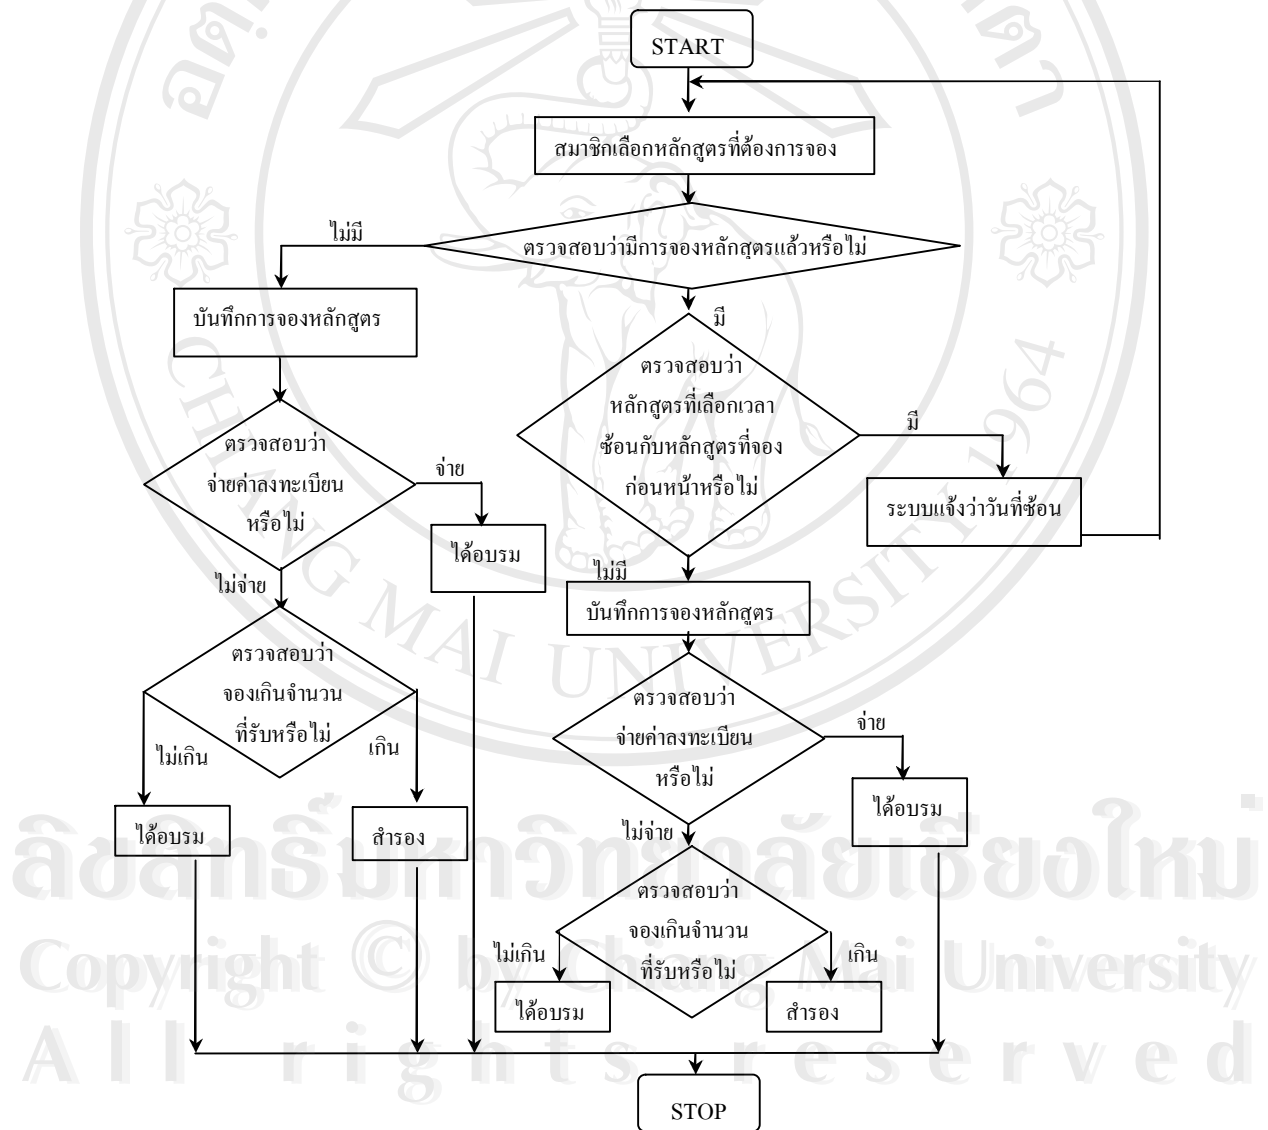 START
สมาชิกเลือกหลักสูตรที่ต้องการจอง
ไม่มี
ตรวจสอบว่ามีการจองหลักสูตรแล้วหรือไม่
บันทึกการจองหลักสูตร
มี
ตรวจสอบว่า
หลักสูตรที่เลือกเวลา
ซ้อนกับหลักสูตรที่จอง
ก่อนหน้าหรือไม่
มี
ระบบแจ้งว่าวันที่ซ้อน
ตรวจสอบว่า
จ่ายค่าลงทะเบียน
หรือไม่
จ่าย
ได้อบรม
ไม่จ่าย
ไม่มี
บันทึกการจองหลักสูตร
ตรวจสอบว่า
จองเกินจำนวน
ที่รับหรือไม่
ไม่เกิน
เกิน
ได้อบรม
สำรอง
ตรวจสอบว่า
จ่ายค่าลงทะเบียน
หรือไม่
จ่าย
ได้อบรม
ไม่จ่าย
ตรวจสอบว่า
จองเกินจำนวน
ที่รับหรือไม่
ไม่เกิน
เกิน
ได้อบรม
สำรอง
STOP
CHIANG MAI UNIVERSITY 1964
ลิขสิทธิ์มหาวิทยาลัยเชียงใหม่
Copyright © by Chiang Mai University
All rights reserved